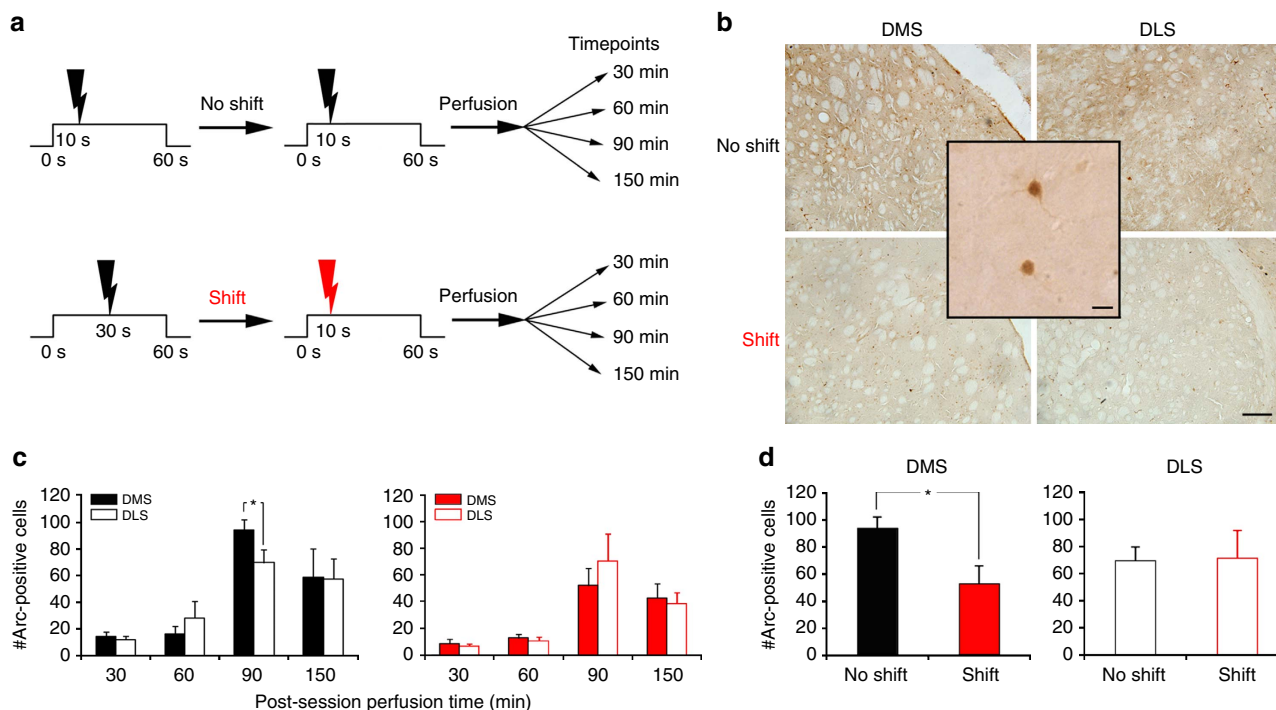 a
Timepoints
No shift
Perfusion
30 min
60 min
90 min
150 min
10 s
0 s
60 s
10 s
0 s
60 s
Shift
Perfusion
30 min
60 min
90 min
150 min
30 s
0 s
60 s
10 s
0 s
60 s
b
DMS
DLS
No shift
Shift
c
#Arc-positive cells
120
100
80
60
40
20
0
DMS
DLS
*
30 60 90 150
120
100
80
60
40
20
0
DMS
DLS
30 60 90 150
Post-session perfusion time (min)
d
DMS
#Arc-positive cells
120
100
80
60
40
20
0
*
No shift Shift
DLS
120
100
80
60
40
20
0
No shift Shift